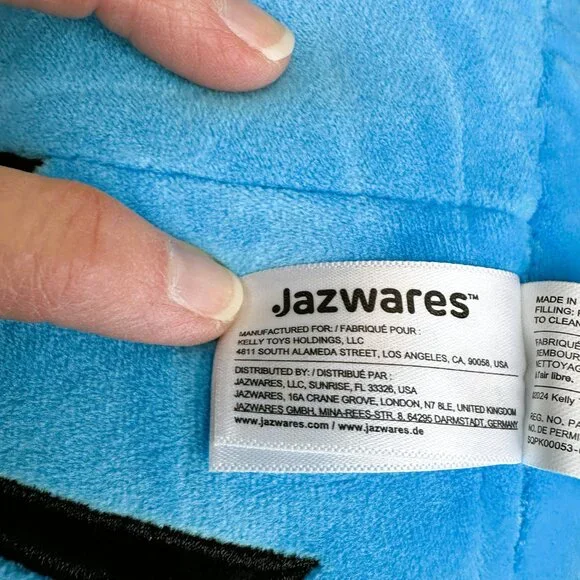 Jazwares™
MANUFACTURED FOR: / FABRIQUÉ POUR :
KELLY TOYS HOLDINGS, LLC
4811 SOUTH ALAMEDA STREET, LOS ANGELES, CA, 90058, USA
DISTRIBUTED BY: / DISTRIBUÉ PAR :
JAZWARES, LLC, SUNRISE, FL 33326, USA
JAZWARES, 16A CRANE GROVE, LONDON, N7 8LE, UNITED KINGDOM
JAZWARES GMBH, MINA-REES-STR. 8, 64295 DARMSTADT, GERMANY
www.jazwares.com / www.jazwares.de
MADE IN
FILLING:
TO CLEAN
FABRIQUÉ
REMBOUR
NETTOYAG
l'air libre.
©2024 Kelly
REG. NO. PA
NO. DE PERMI
SQPK00053-